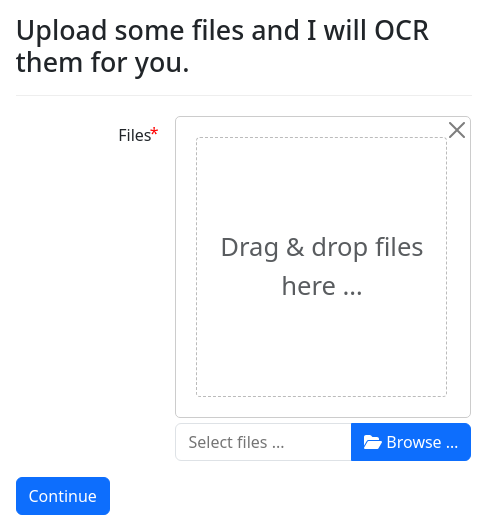 Upload some files and I will OCR
them for you.
Files*
Drag & drop files
here ...
Select files ...
Browse ...
Continue